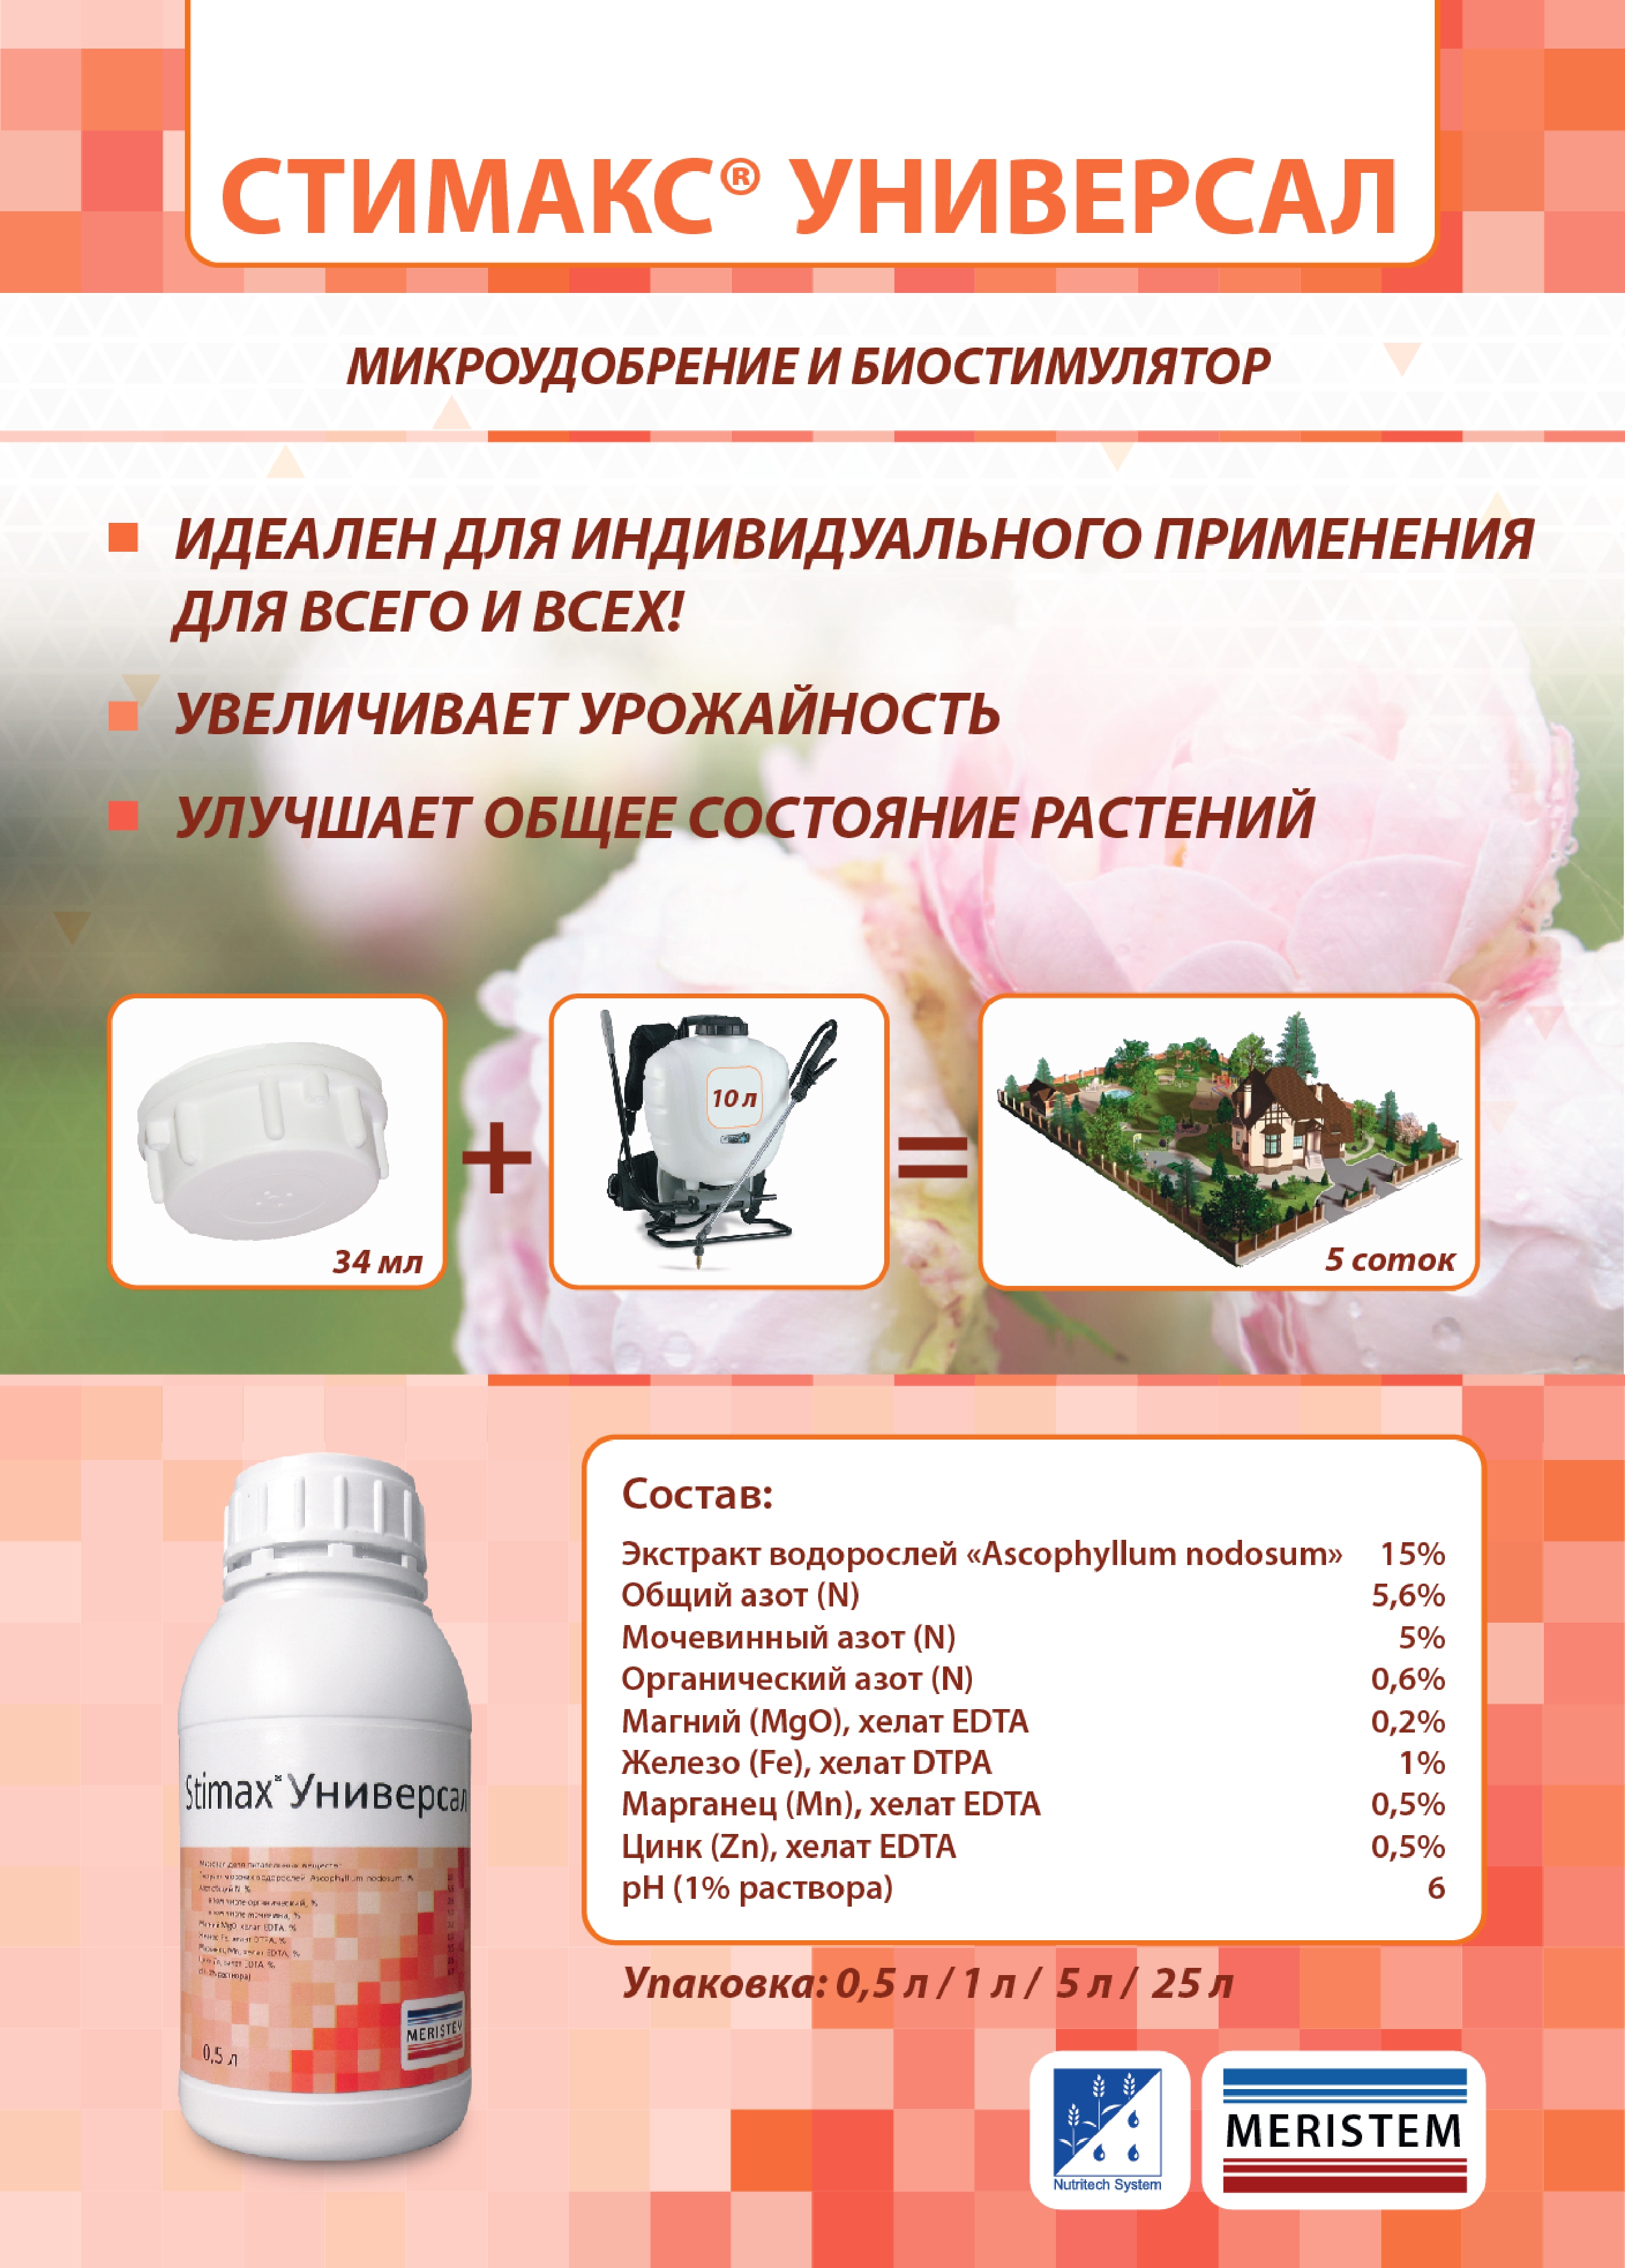 СТИМАКС® УНИВЕРСАЛ
МИКРОУДОБРЕНИЕ И БИОСТИМУЛЯТОР
ИДЕАЛЕН ДЛЯ ИНДИВИДУАЛЬНОГО ПРИМЕНЕНИЯ
ДЛЯ ВСЕГО И ВСЕХ!
УВЕЛИЧИВАЕТ УРОЖАЙНОСТЬ
УЛУЧШАЕТ ОБЩЕЕ СОСТОЯНИЕ РАСТЕНИЙ
34 мл
+
10 л
=
5 соток
Состав:
Экстракт водорослей «Ascophyllum nodosum» 15%
Общий азот (N) 5,6%
Мочевинный азот (N) 5%
Органический азот (N) 0,6%
Магний (MgO), хелат EDTA 0,2%
Железо (Fe), хелат DTPA 1%
Марганец (Mn), хелат EDTA 0,5%
Цинк (Zn), хелат EDTA 0,5%
pH (1% раствора) 6
Упаковка: 0,5 л / 1 л / 5 л / 25 л
Stimax® Универсал
Ascophyllum nodosum, %
MERISTEM
0,5 л
Nutritech System
MERISTEM